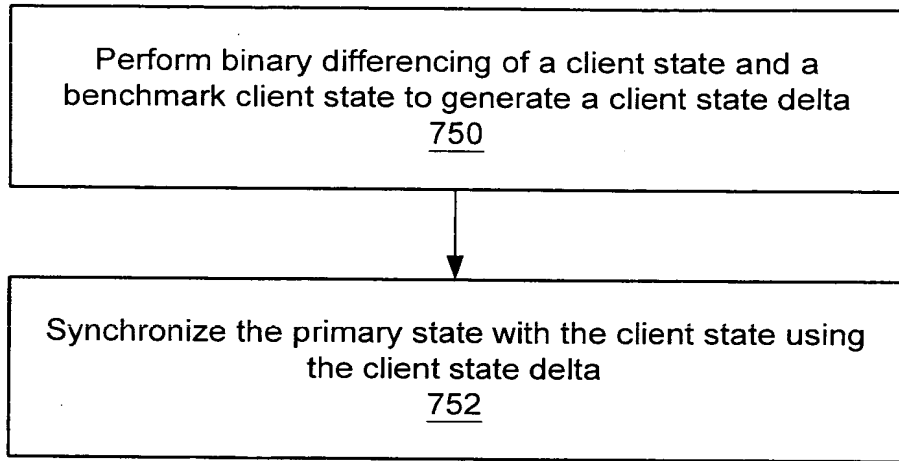 Perform binary differencing of a client state and a
benchmark client state to generate a client state delta
750
Synchronize the primary state with the client state using
the client state delta
752